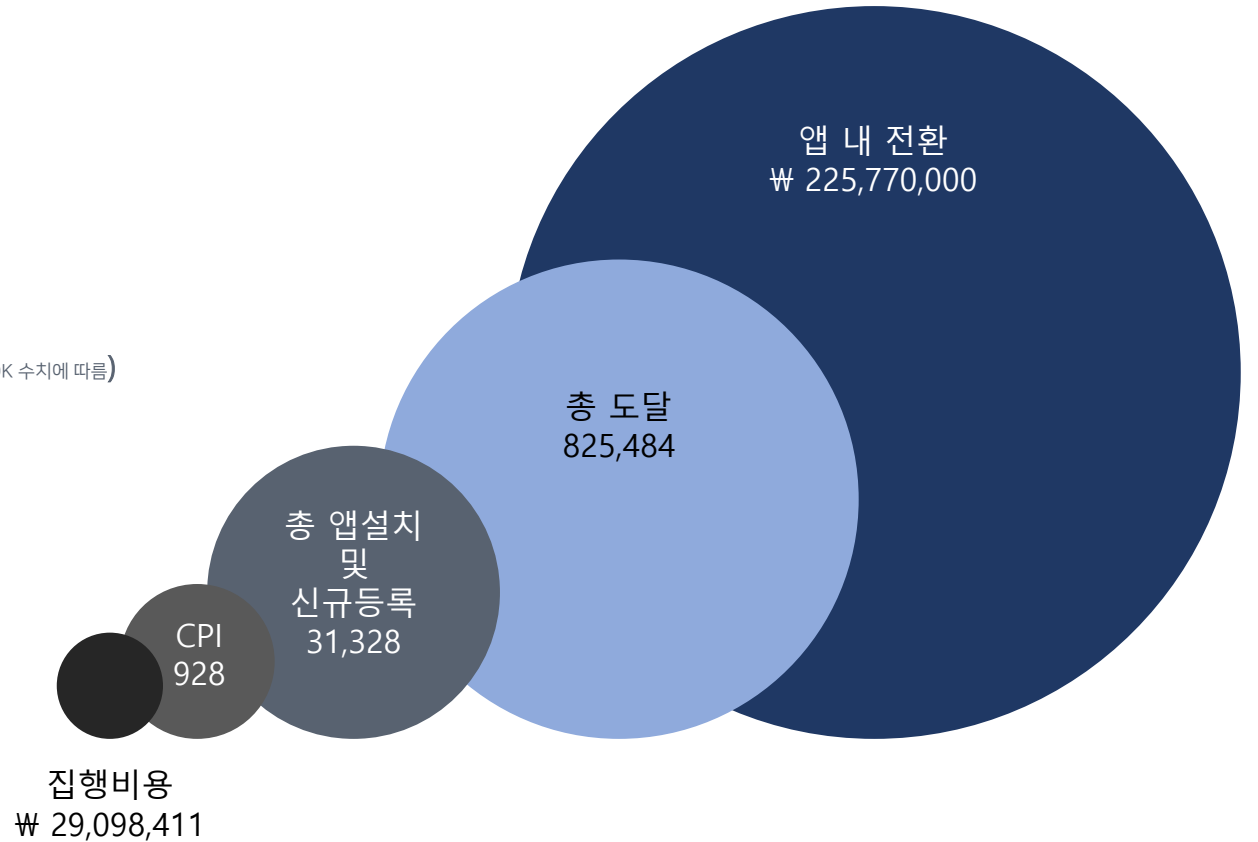 앱 내 전환
₩ 225,770,000
K 수치에 따름)
총 도달
825,484
총 앱설치
및
신규등록
31,328
CPI
928
집행비용
₩ 29,098,411